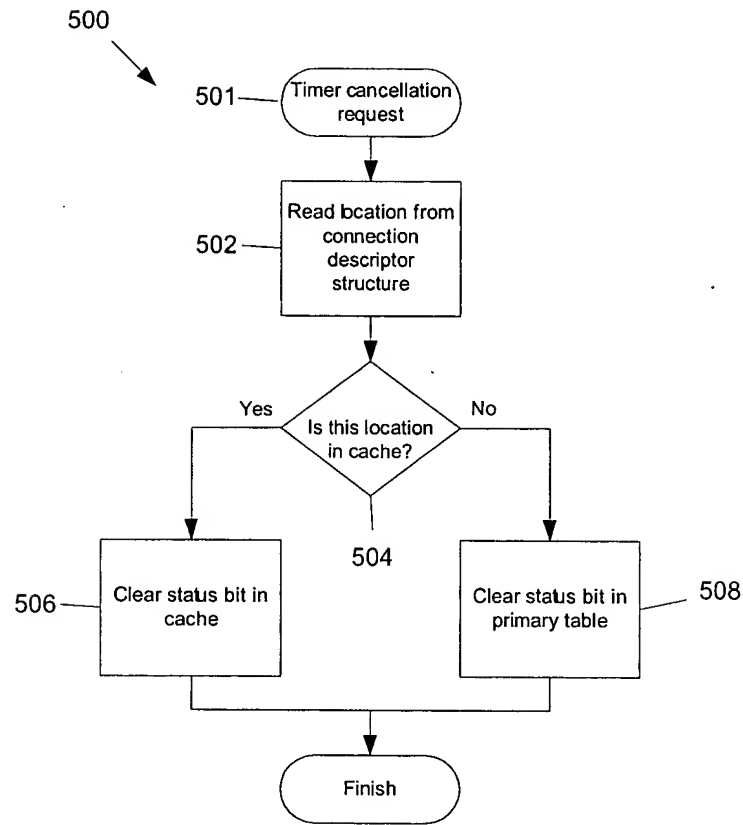 500
501
Timer cancellation
request
502
Read location from
connection
descriptor
structure
Yes
No
Is this location
in cache?
504
506
Clear status bit in
cache
Clear status bit in
primary table
508
Finish